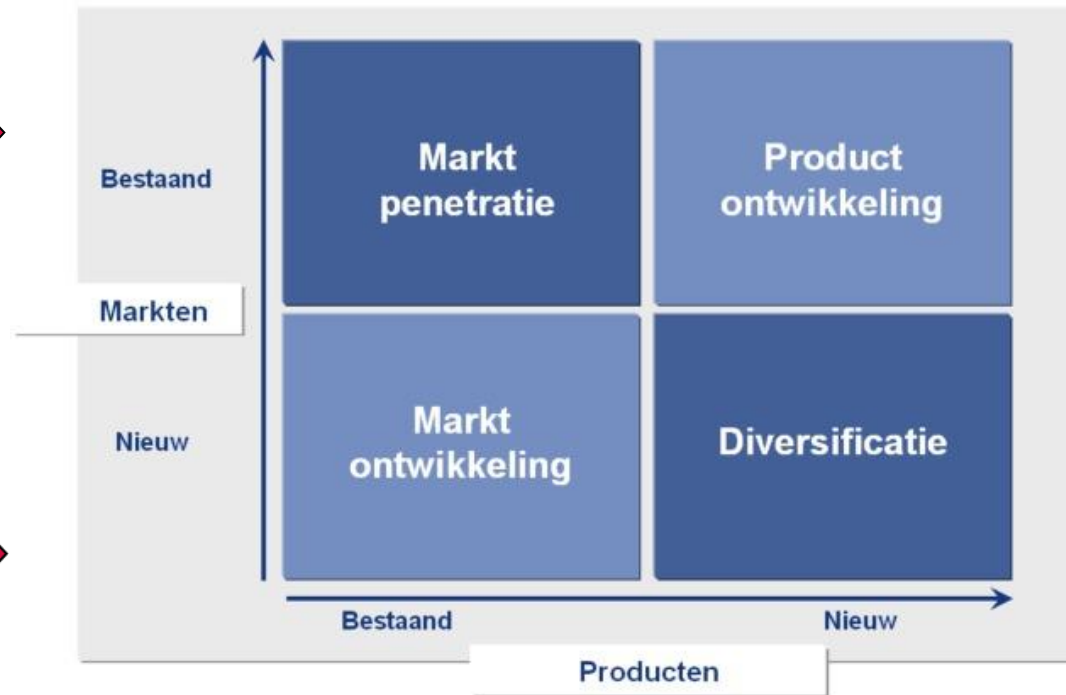 Bestaand
Markt
penetratie
Product
ontwikkeling
Markten
Nieuw
Markt
ontwikkeling
Diversificatie
Bestaand
Nieuw
Producten